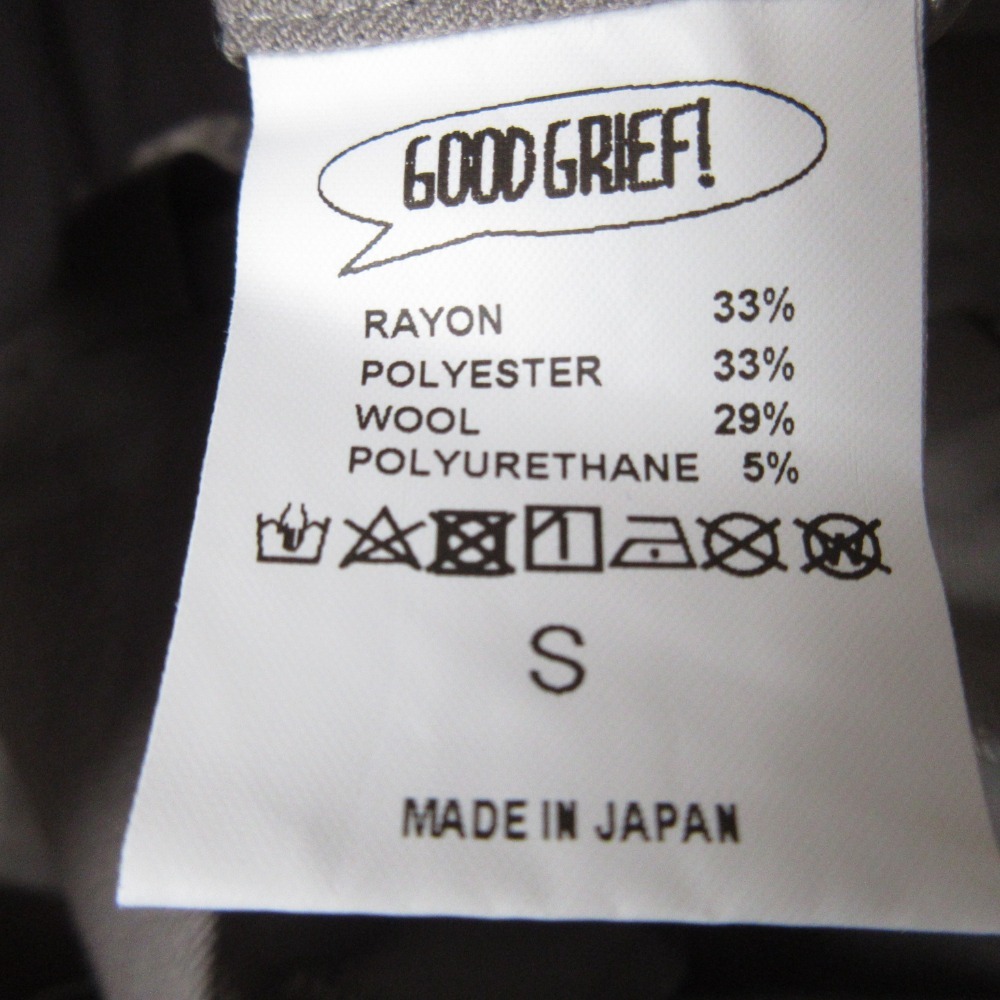 GOOD GRIEF!
RAYON 33%
POLYESTER 33%
WOOL 29%
POLYURETHANE 5%
W
S
MADE IN JAPAN